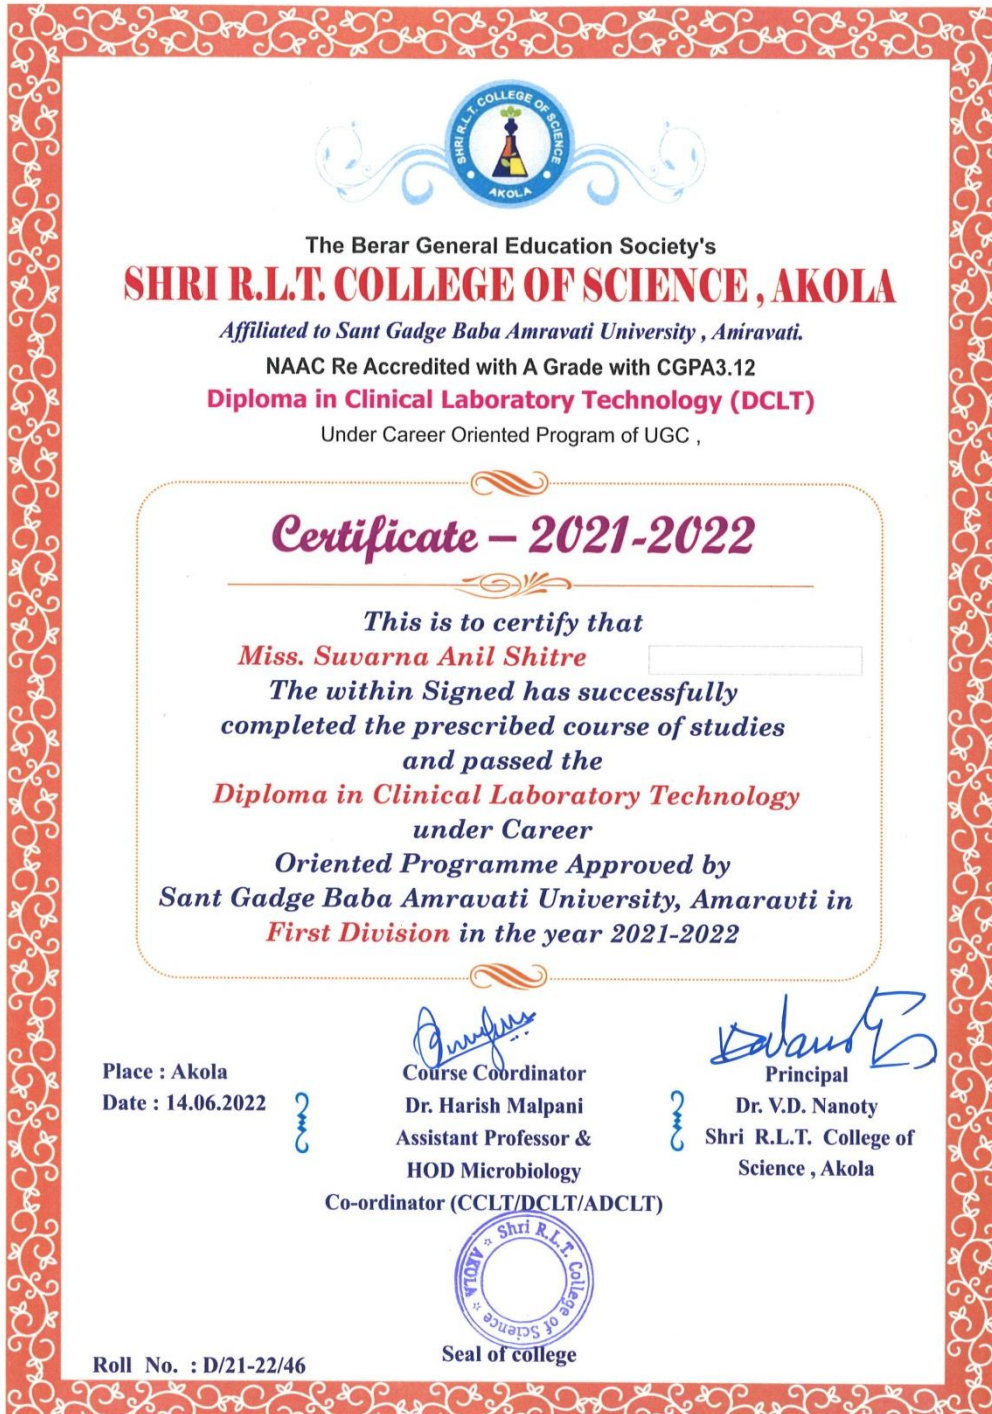 SHRI R.L.T. COLLEGE OF SCIENCE
AKOLA
The Berar General Education Society's
SHRI R.L.T. COLLEGE OF SCIENCE , AKOLA
Affiliated to Sant Gadge Baba Amravati University , Amravati.
NAAC Re Accredited with A Grade with CGPA3.12
Diploma in Clinical Laboratory Technology (DCLT)
Under Career Oriented Program of UGC ,
Certificate – 2021-2022
This is to certify that
Miss. Suvarna Anil Shitre
The within Signed has successfully
completed the prescribed course of studies
and passed the
Diploma in Clinical Laboratory Technology
under Career
Oriented Programme Approved by
Sant Gadge Baba Amravati University, Amaravti in
First Division in the year 2021-2022
Place : Akola
Date : 14.06.2022
Course Coordinator
Dr. Harish Malpani
Assistant Professor &
HOD Microbiology
Co-ordinator (CCLT/DCLT/ADCLT)
Principal
Dr. V.D. Nanoty
Shri R.L.T. College of
Science , Akola
Shri R.L.T. College of Science
AKOLA
Seal of college
Roll No. : D/21-22/46